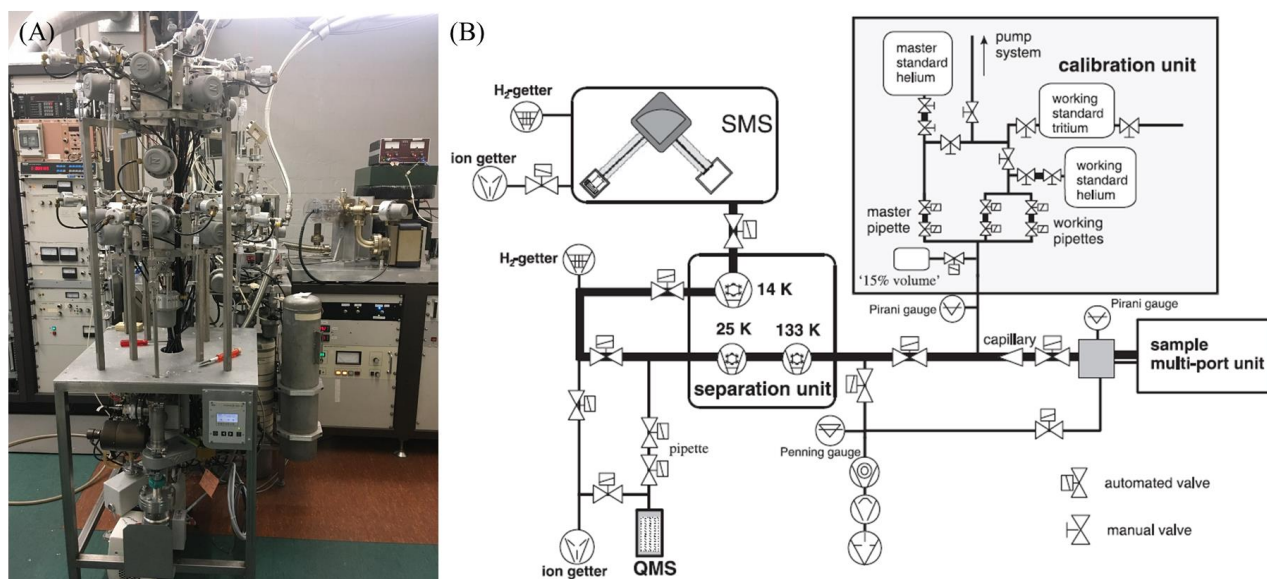 (A)
(B)
H₂-getter
ion getter
SMS
master
standard
helium
pump
system
calibration unit
working
standard
tritium
working
standard
helium
master
pipette
working
pipettes
'15% volume'
Pirani gauge
Pirani gauge
H₂-getter
14 K
25 K
133 K
separation unit
capillary
sample
multi-port unit
pipette
Penning gauge
ion getter
QMS
automated valve
manual valve